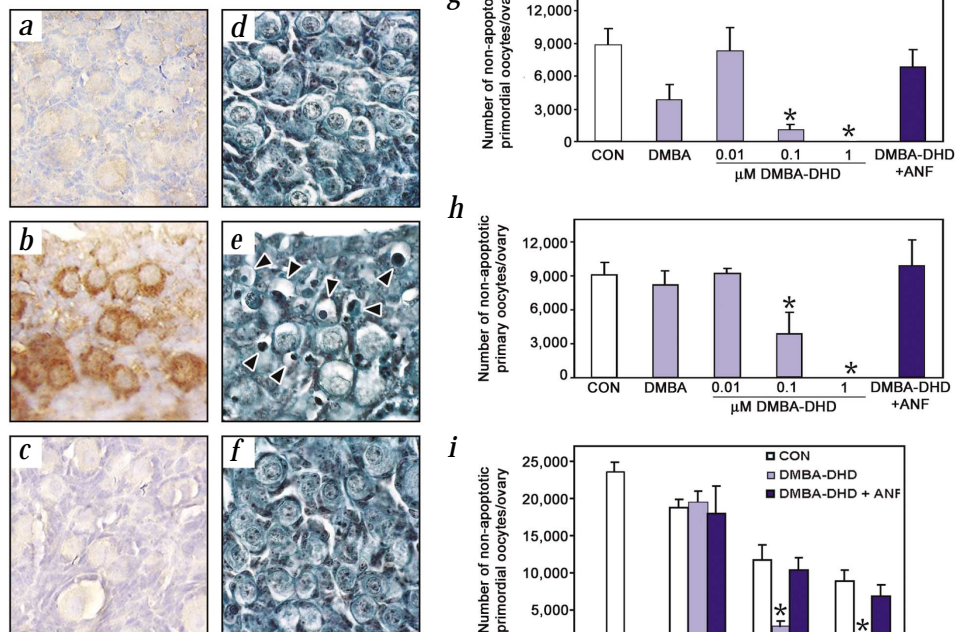 a
d
b
e
c
f
g
Number of non-apoptotic
primordial oocytes/ovary
12,000
9,000
6,000
3,000
0
*
*
CON DMBA 0.01 0.1 1 DMBA-DHD
µM DMBA-DHD +ANF
h
Number of non-apoptotic
primary oocytes/ovary
12,000
9,000
6,000
3,000
0
*
*
CON DMBA 0.01 0.1 1 DMBA-DHD
µM DMBA-DHD +ANF
i
Number of non-apoptotic
primordial oocytes/ovary
25,000
20,000
15,000
10,000
5,000
CON
DMBA-DHD
DMBA-DHD + ANF
*
*